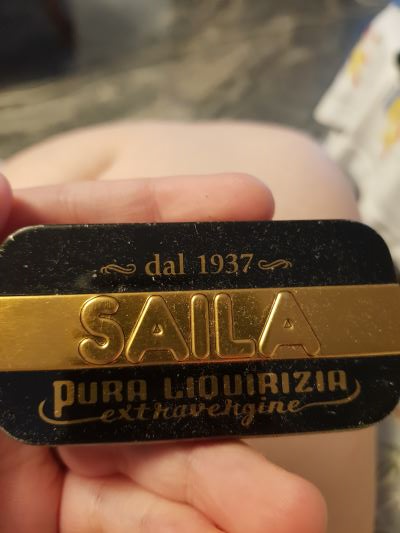 dal 1937
SAILA
PURA LIQUIRIZIA
extravergine